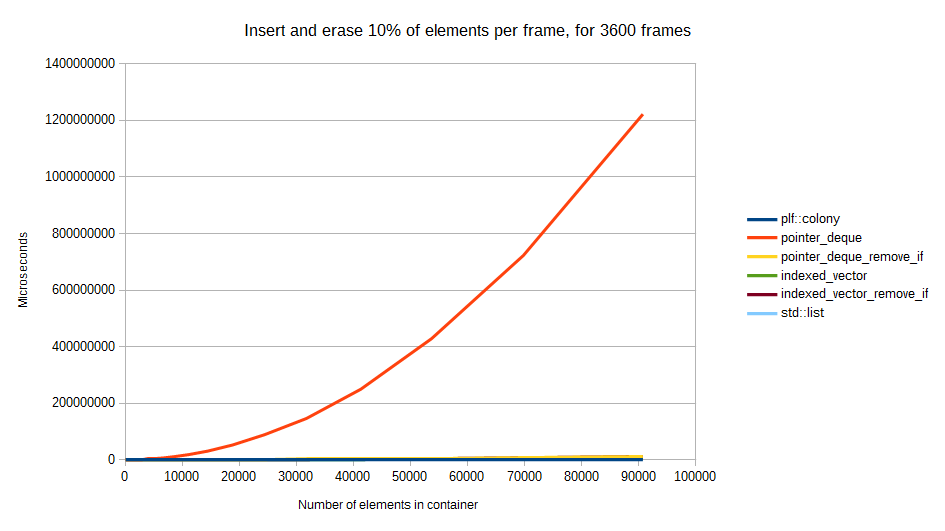 Insert and erase 10% of elements per frame, for 3600 frames
1400000000
1200000000
1000000000
800000000
600000000
400000000
200000000
0
Microseconds
0 10000 20000 30000 40000 50000 60000 70000 80000 90000 100000
Number of elements in container
plf::colony
pointer_deque
pointer_deque_remove_if
indexed_vector
indexed_vector_remove_if
std::list